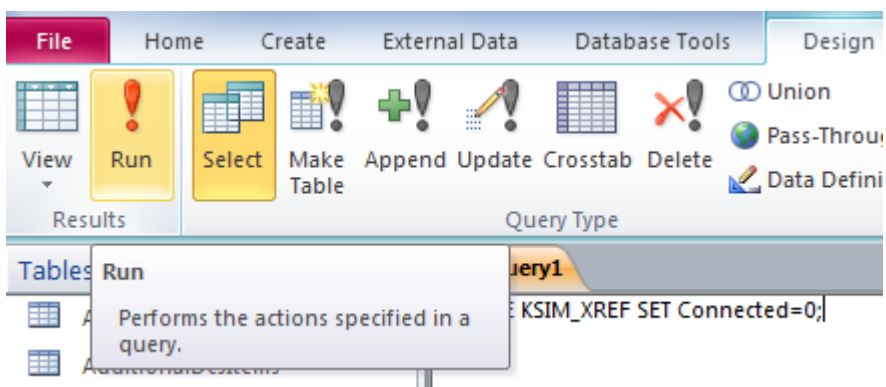 File Home Create External Data Database Tools Design
View Run Select Make Table Append Update Crosstab Delete
Union
Pass-Throu
Data Defini
Results Query Type
Tables Run uery1
Performs the actions specified in a
query.
KSIM_XREF SET Connected=0;